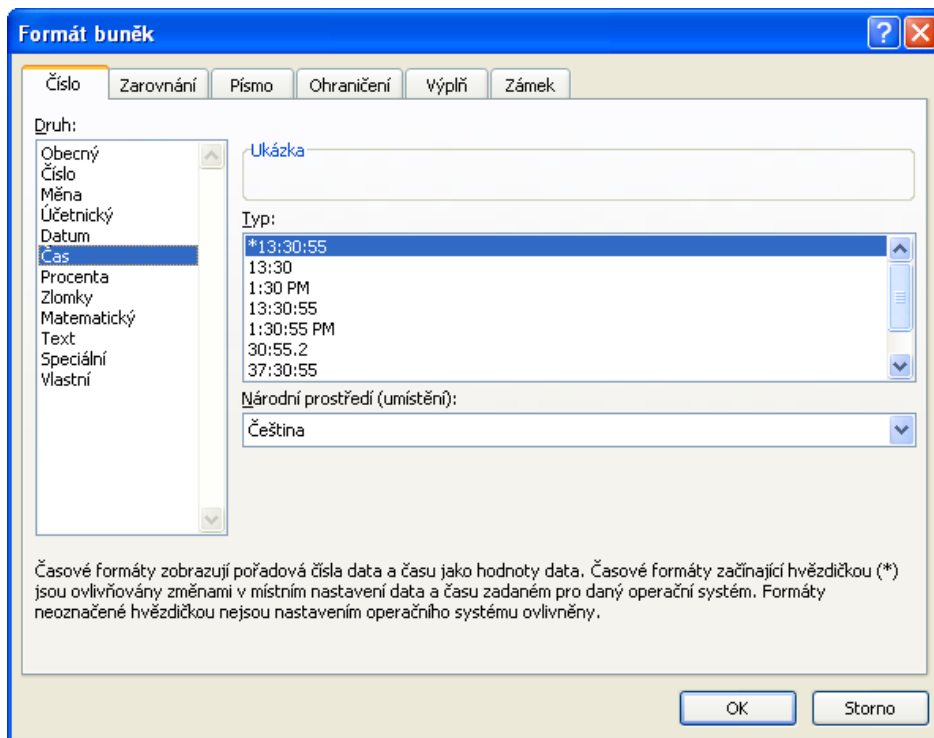 Formát buněk
Číslo Zarovnání Písmo Ohraničení Výplň Zámek
Druh:
Obecný
Číslo
Měna
Účetnický
Datum
Čas
Procenta
Zlomky
Matematický
Text
Speciální
Vlastní
Ukázka
Typ:
*13:30:55
13:30
1:30 PM
13:30:55
1:30:55 PM
30:55.2
37:30:55
Národní prostředí (umístění):
Čeština
Časové formáty zobrazují pořadová čísla data a času jako hodnoty data. Časové formáty začínající hvězdičkou (*)
jsou ovlivňovány změnami v místním nastavení data a času zadaném pro daný operační systém. Formáty
neoznačené hvězdičkou nejsou nastavením operačního systému ovlivněny.
OK Storno